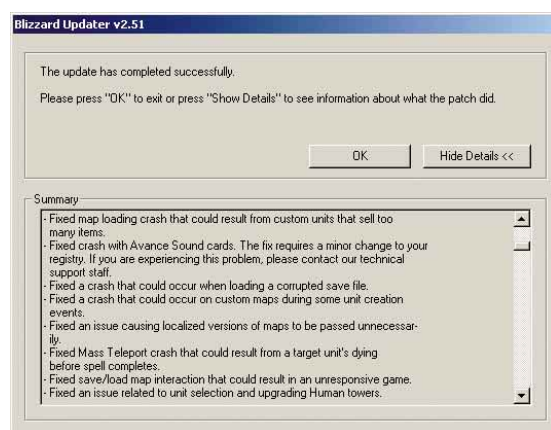 Blizzard Updater v2.51
The update has completed successfully.
Please press "OK" to exit or press "Show Details" to see information about what the patch did.
OK
Hide Details <<
Summary
- Fixed map loading crash that could result from custom units that sell too
many items.
- Fixed crash with Avance Sound cards. The fix requires a minor change to your
registry. If you are experiencing this problem, please contact our technical
support staff.
- Fixed a crash that could occur when loading a corrupted save file.
- Fixed a crash that could occur on custom maps during some unit creation
events.
- Fixed an issue causing localized versions of maps to be passed unnecessar-
ily.
- Fixed Mass Teleport crash that could result from a target unit's dying
before spell completes.
- Fixed save/load map interaction that could result in an unresponsive game.
- Fixed an issue related to unit selection and upgrading Human towers.